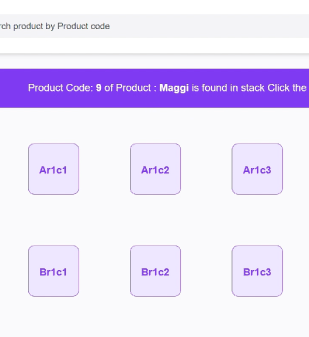 rch product by Product code
Product Code: 9 of Product : Maggi is found in stack Click the
Ar1c1 Ar1c2 Ar1c3
Br1c1 Br1c2 Br1c3